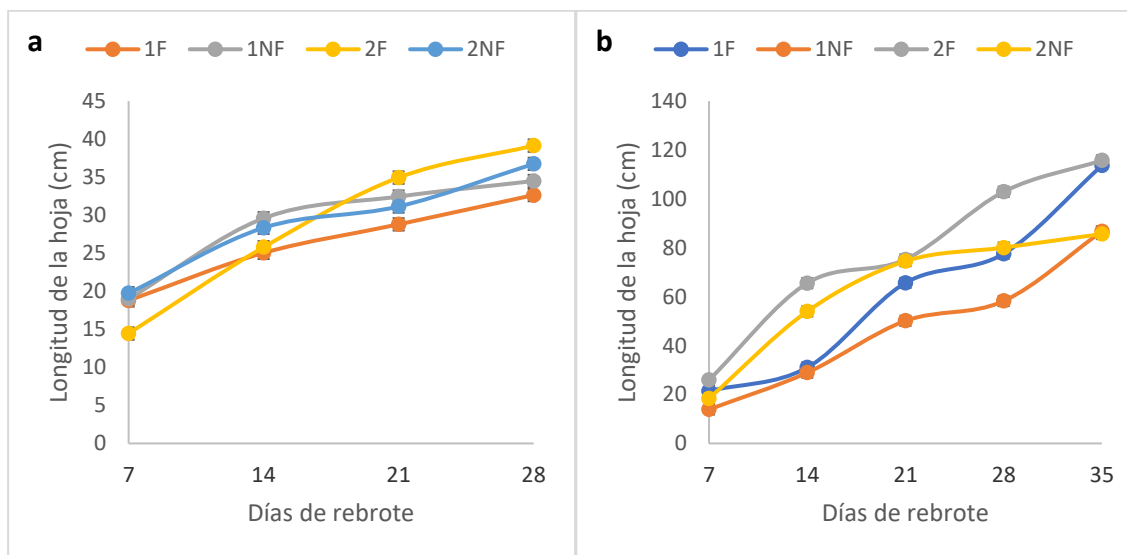 a
1F 1NF 2F 2NF
Longitud de la hoja (cm)
45
40
35
30
25
20
15
10
5
0
7 14 21 28
Días de rebrote
b
1F 1NF 2F 2NF
Longitud de la hoja (cm)
140
120
100
80
60
40
20
0
7 14 21 28 35
Días de rebrote